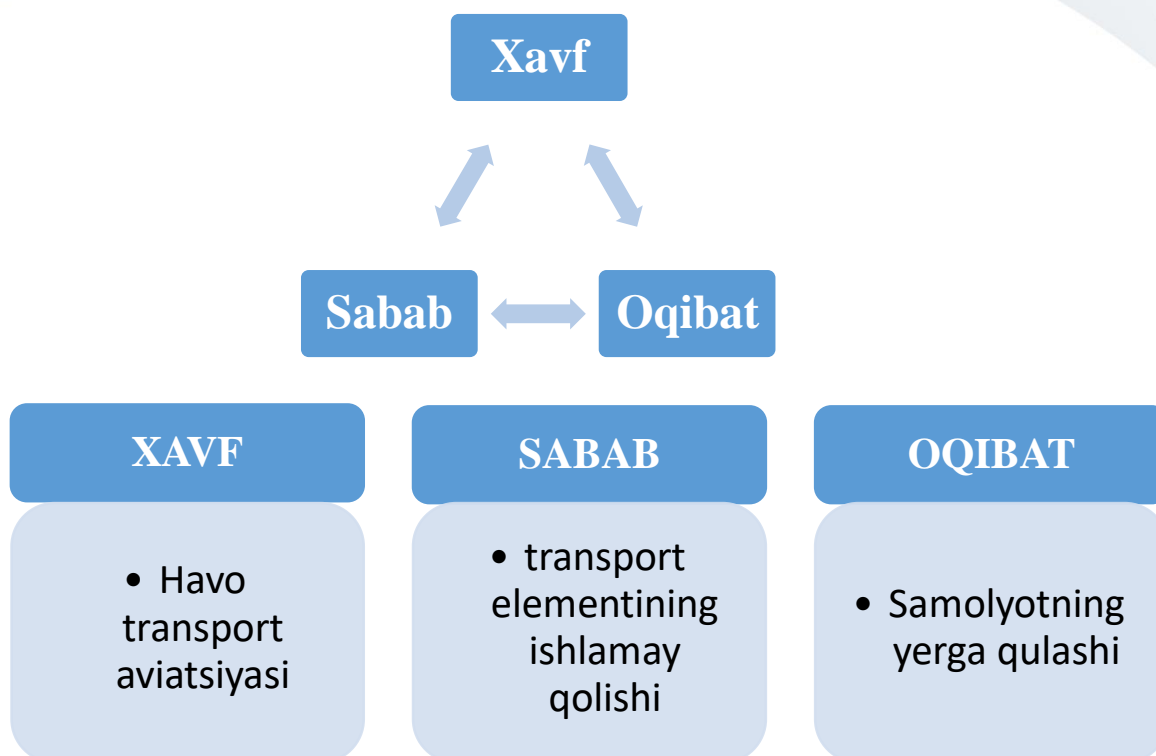 Xavf
Sabab
Oqibat
XAVF
SABAB
OQIBAT
• Havo
transport
aviatsiyasi
• transport
elementining
ishlamay
qolishi
• Samolyotning
yerga qulashi